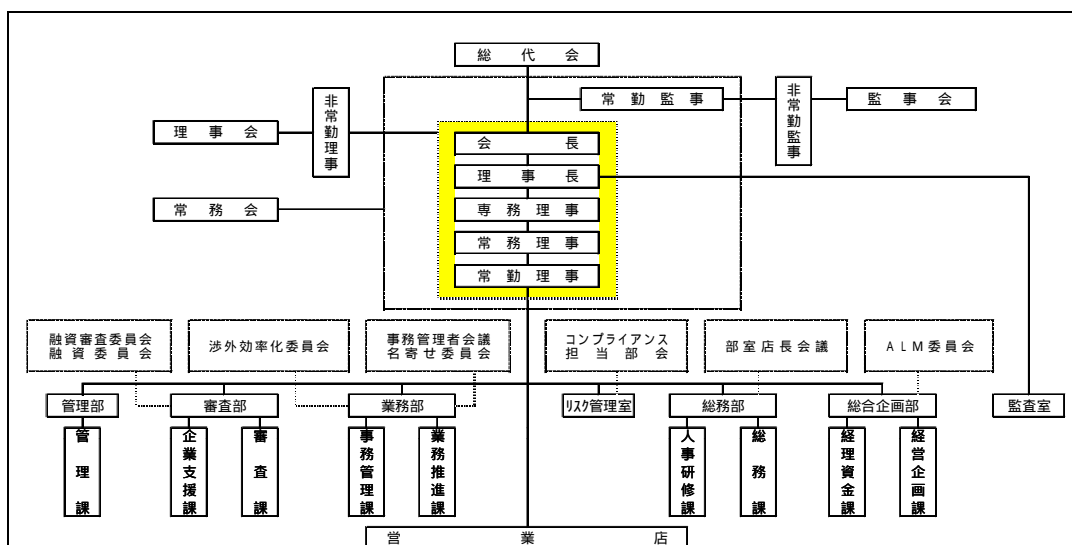 総代会
常勤監事
非常勤監事
監事会
非常勤理事
理事会
会長
理事長
常務会
専務理事
常務理事
常勤理事
融資審査委員会
融資委員会
渉外効率化委員会
事務管理者会議
名寄せ委員会
コンプライアンス
担当部会
部室店長会議
ALM委員会
管理部
審査部
業務部
リスク管理室
総務部
総合企画部
監査室
管理課
企業支援課
審査課
事務管理課
業務推進課
人事研修課
総務課
経理資金課
経営企画課
営業店